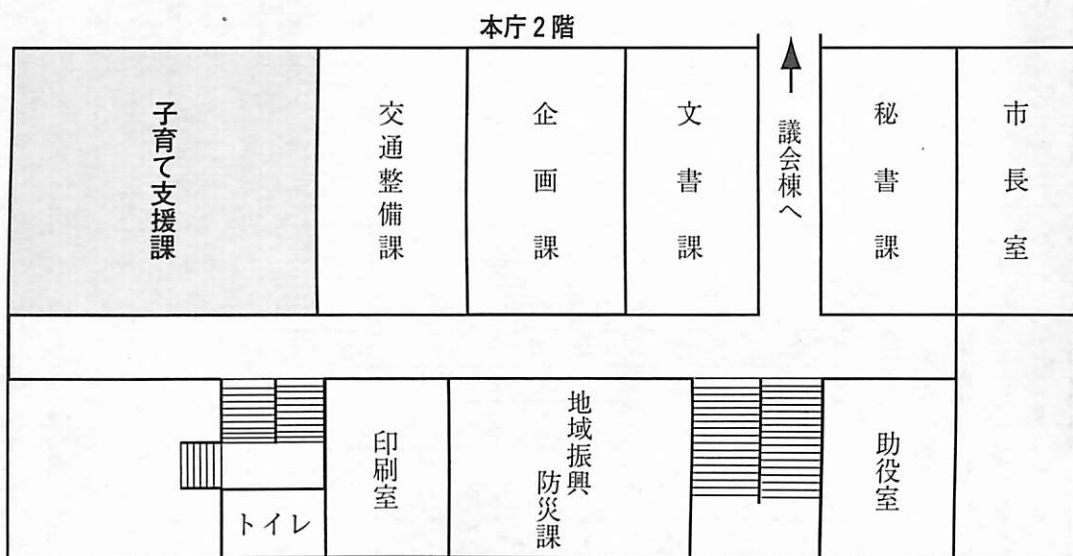 本庁2階
子育て支援課
交通整備課
企画課
文書課
議会棟へ
秘書課
市長室
トイレ
印刷室
地域振興
防災課
助役室